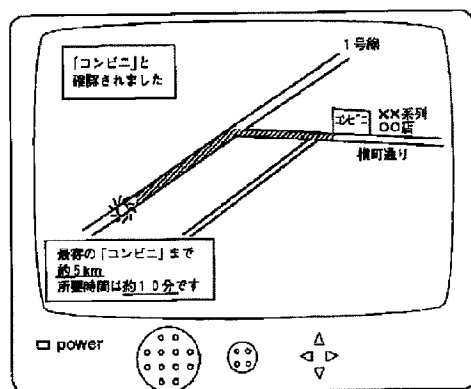 「コンビニ」と
確認されました
1号線
コンビニ
××系列
○○店
横町通り
最寄の「コンビニ」まで
約5km
所要時間は約10分です
power